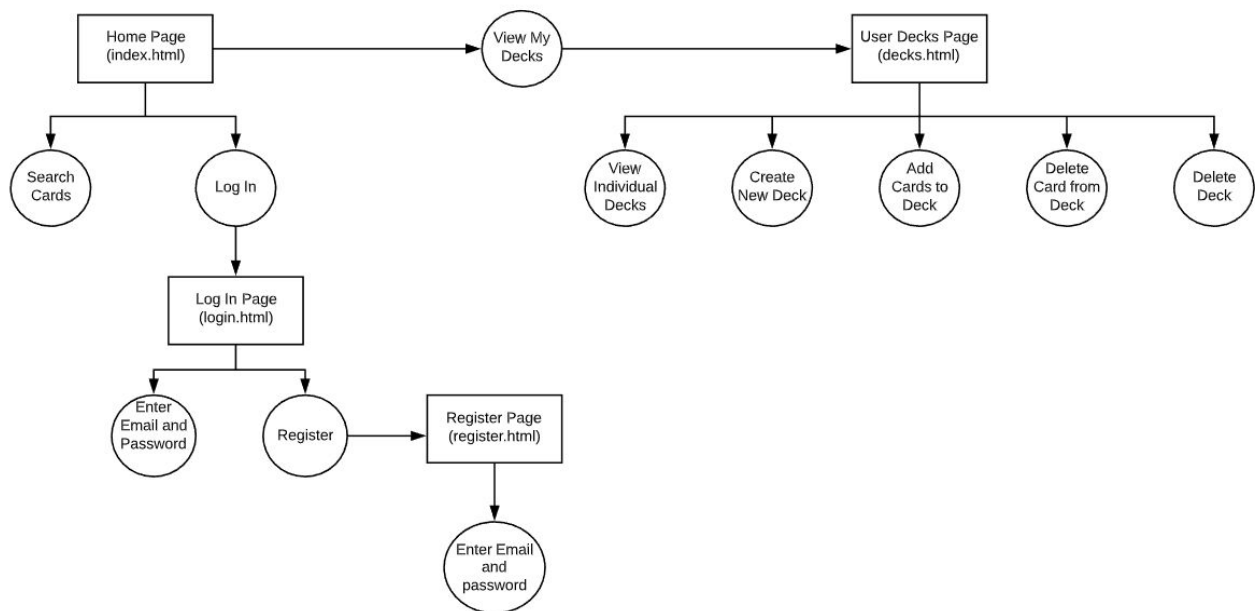 Home Page
(index.html)
View My
Decks
User Decks Page
(decks.html)
Search
Cards
Log In
View
Individual
Decks
Create
New Deck
Add
Cards to
Deck
Delete
Card from
Deck
Delete
Deck
Log In Page
(login.html)
Enter
Email and
Password
Register
Register Page
(register.html)
Enter Email
and
password